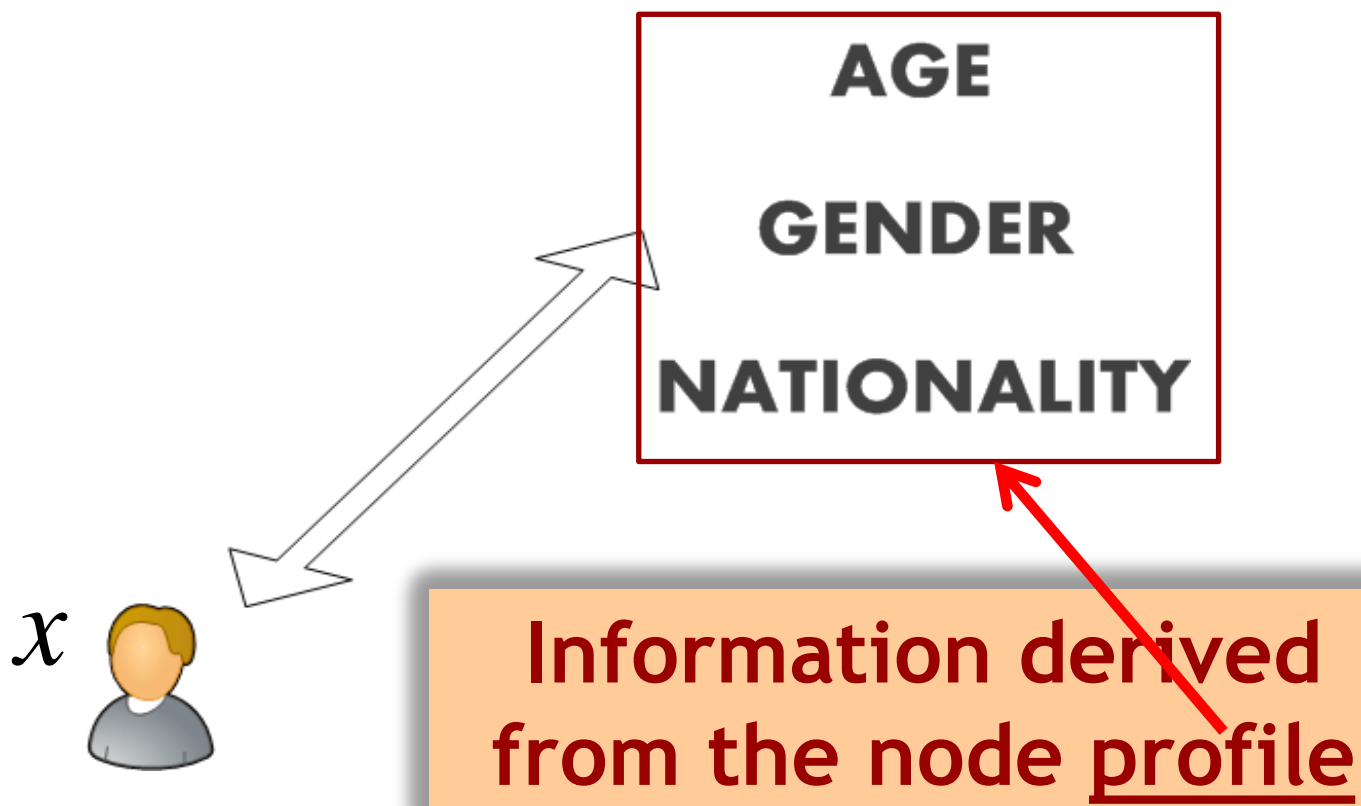 AGE
GENDER
NATIONALITY
x
Information derived
from the node profile